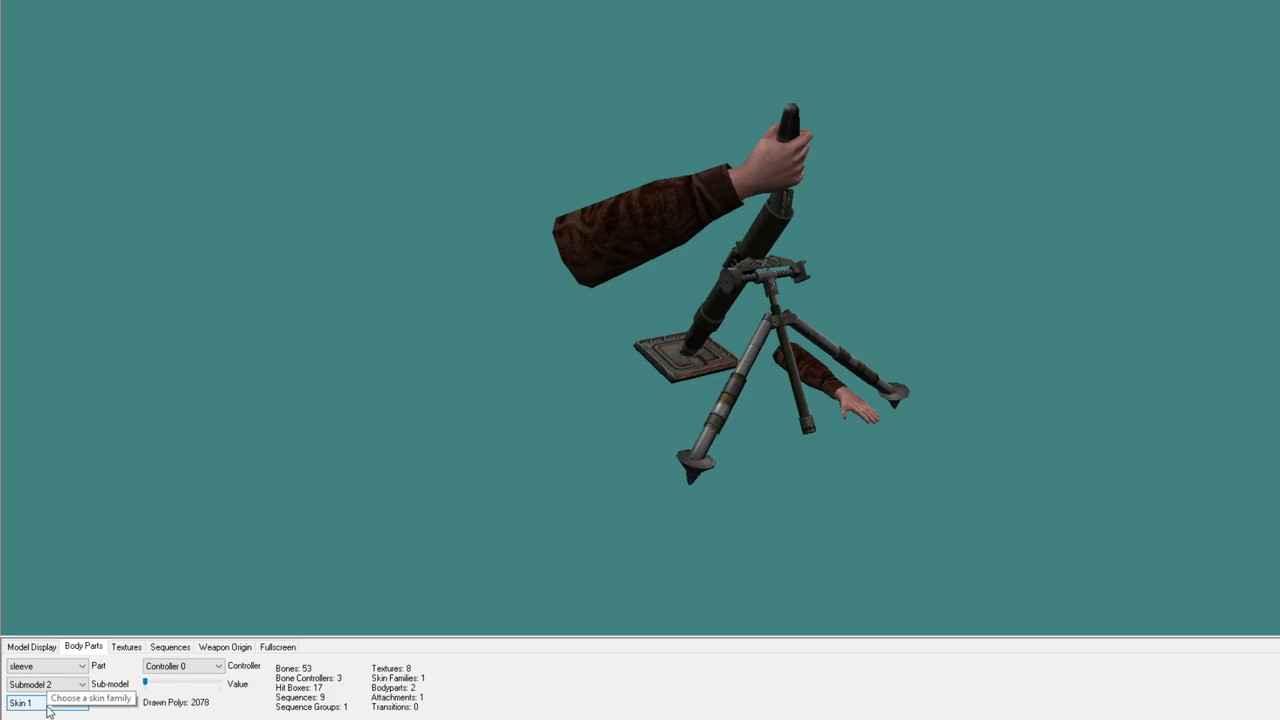 Model Display Body Parts Textures Sequences Weapon Origin Fullscreen
sleeve Part Controller 0 Controller
Submodel 2 Sub-model Value
Skin 1 Choose a skin family Drawn Polys: 2078
Bones: 53
Bone Controllers: 3
Hit Boxes: 17
Sequences: 9
Sequence Groups: 1
Textures: 8
Skin Families: 1
Bodyparts: 2
Attachments: 1
Transitions: 0